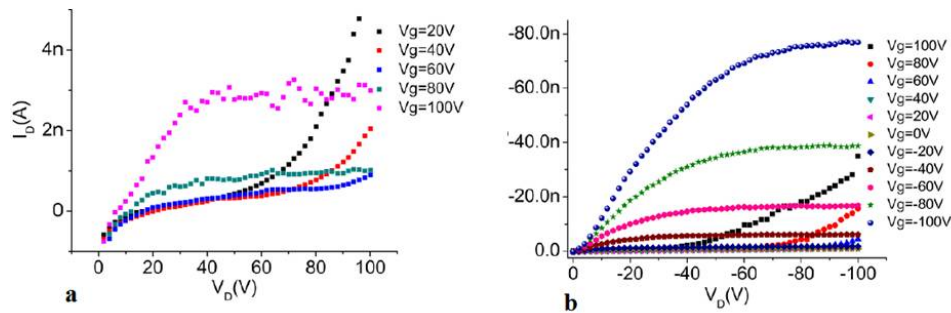 4n
2n
0
I_D(A)
0
20
40
60
80
100
V_D(V)
a
Vg=20V
Vg=40V
Vg=60V
Vg=80V
Vg=100V
-80.0n
-60.0n
-40.0n
-20.0n
0.0
0
-20
-40
-60
-80
-100
V_D(V)
b
Vg=100V
Vg=80V
Vg=60V
Vg=40V
Vg=20V
Vg=0V
Vg=-20V
Vg=-40V
Vg=-60V
Vg=-80V
Vg=-100V